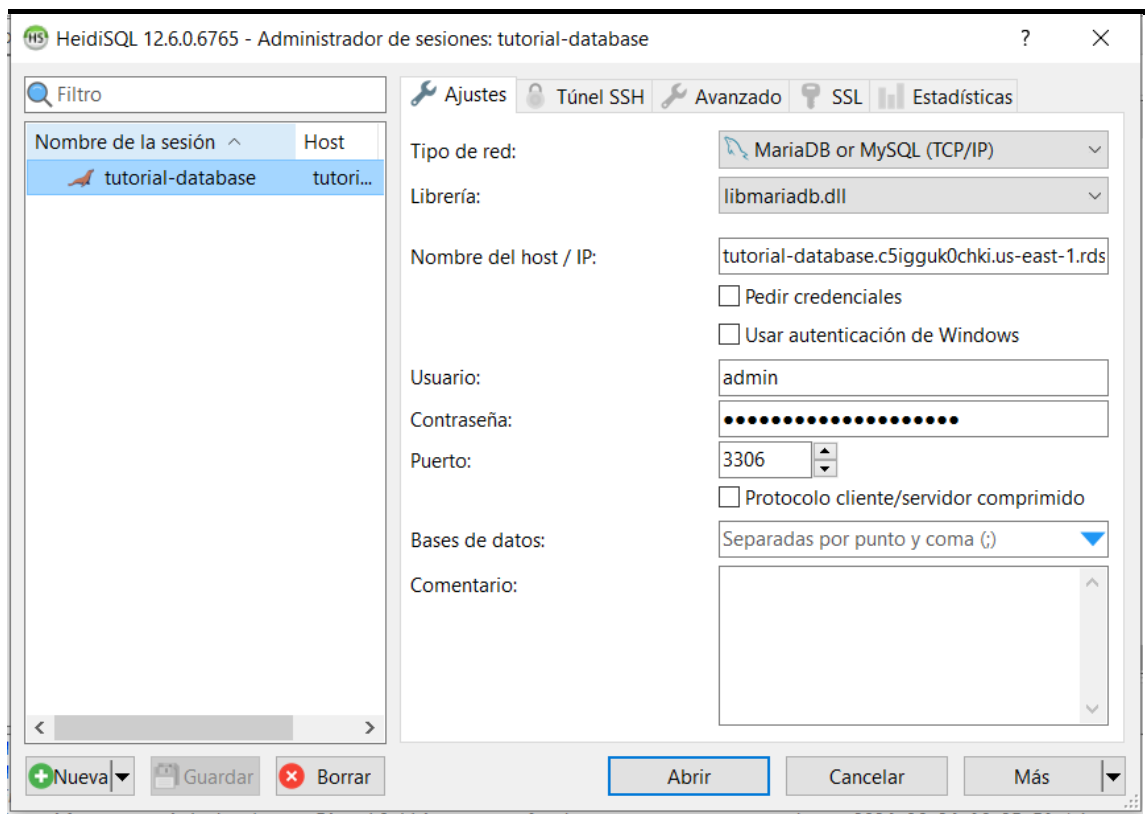 HeidiSQL 12.6.0.6765 - Administrador de sesiones: tutorial-database ?
Filtro
Nombre de la sesión Host
tutorial-database tutori...
Ajustes Túnel SSH Avanzado SSL Estadísticas
Tipo de red: MariaDB or MySQL (TCP/IP)
Librería: libmariadb.dll
Nombre del host / IP: tutorial-database.c5igguk0chki.us-east-1.rds
Pedir credenciales
Usar autenticación de Windows
Usuario: admin
Contraseña: ●●●●●●●●●●●●●●●●●●●●
Puerto: 3306
Protocolo cliente/servidor comprimido
Bases de datos: Separadas por punto y coma (;)
Comentario:
Nueva Guardar Borrar Abrir Cancelar Más